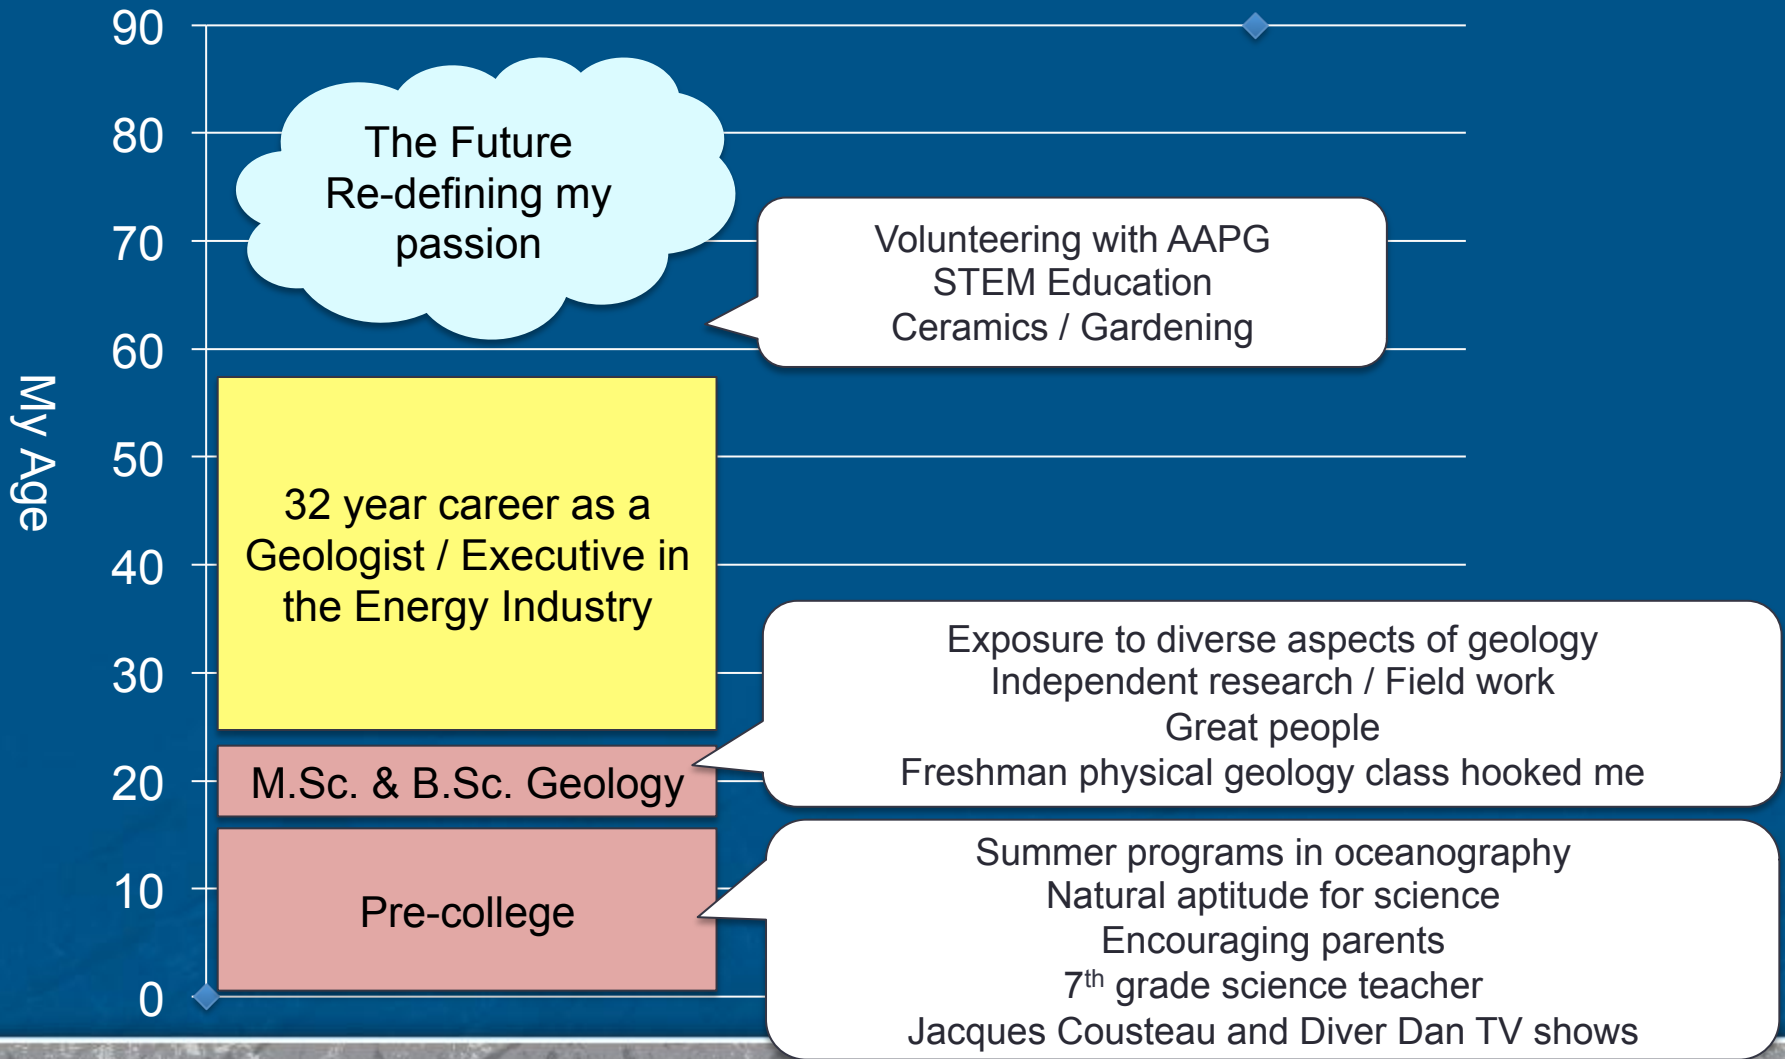 My Age
90
80
70
60
50
40
30
20
10
0
The Future
Re-defining my
passion
Volunteering with AAPG
STEM Education
Ceramics / Gardening
32 year career as a
Geologist / Executive in
the Energy Industry
Exposure to diverse aspects of geology
Independent research / Field work
Great people
Freshman physical geology class hooked me
M.Sc. & B.Sc. Geology
Summer programs in oceanography
Natural aptitude for science
Encouraging parents
7th grade science teacher
Jacques Cousteau and Diver Dan TV shows
Pre-college